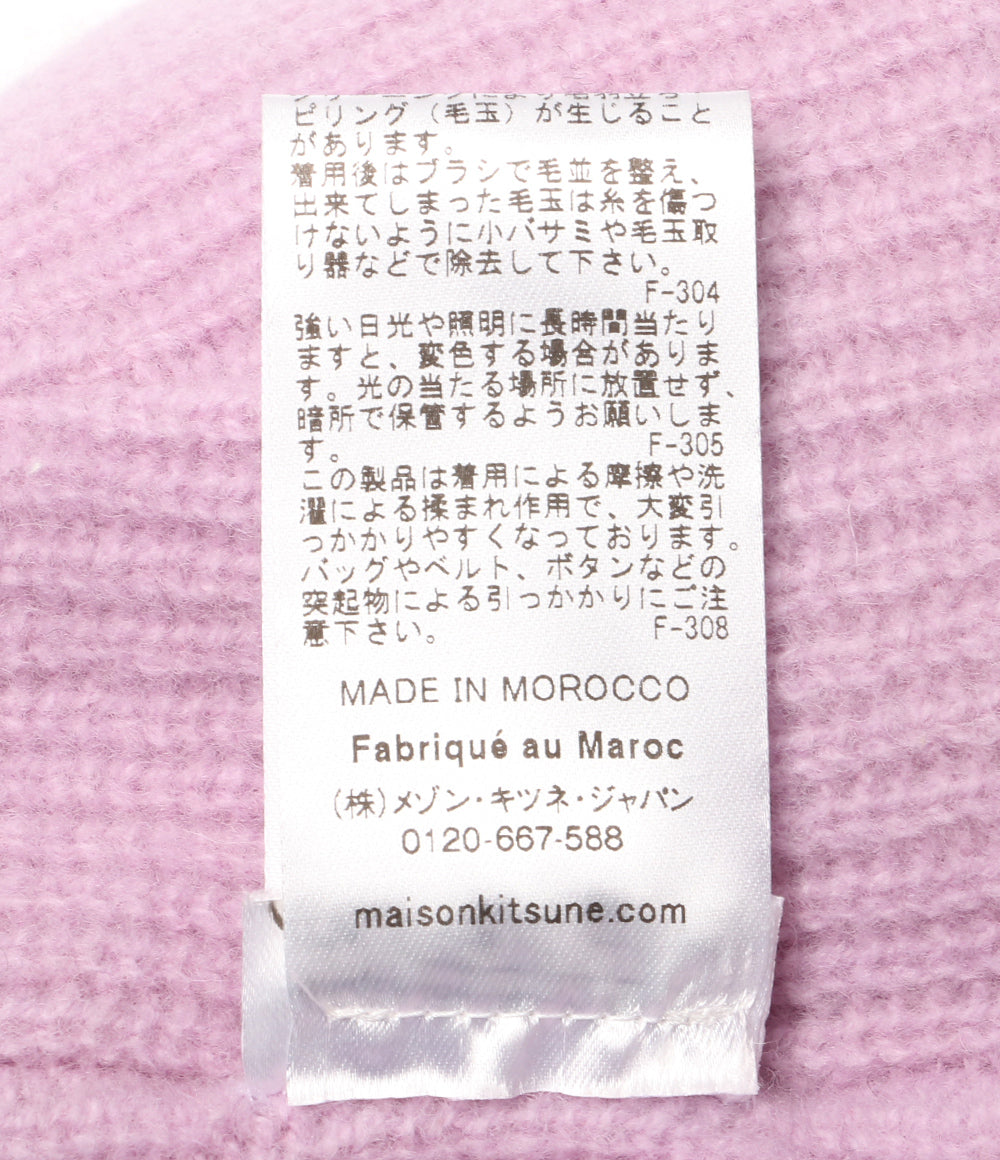 ピリング（毛玉）が生じること
があります。
着用後はブラシで毛並を整え、
出来てしまった毛玉は糸を傷つ
けないように小バサミや毛玉取
り器などで除去して下さい。
F-304
強い日光や照明に長時間当たり
ますと、変色する場合がありま
す。光の当たる場所に放置せず、
暗所で保管するようお願いしま
す。 F-305
この製品は着用による摩擦や洗
濯による揉まれ作用で、大変引
っかかりやすくなっております。
バッグやベルト、ボタンなどの
突起物による引っかかりにご注
意下さい。 F-308
MADE IN MOROCCO
Fabriqué au Maroc
(株)メゾン・キツネ・ジャパン
0120-667-588
maisonkitsune.com